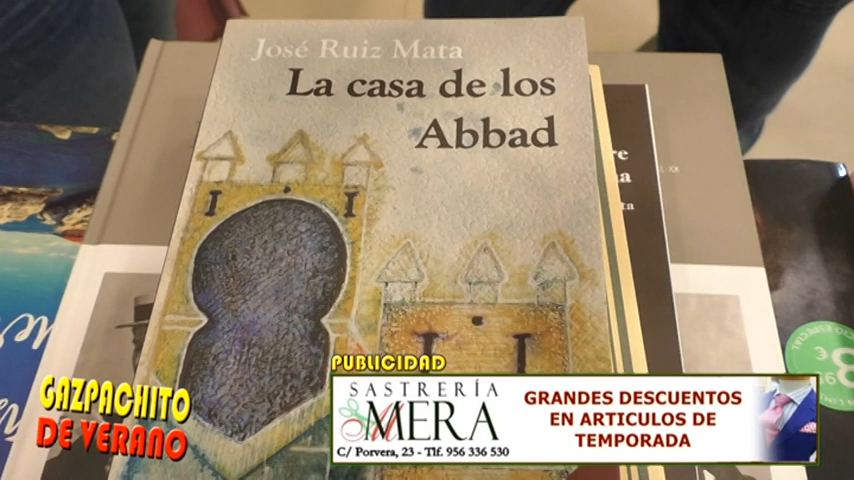 José Ruiz Mata
La casa de los
Abbad
GAZPACHITO
DE VERANO
PUBLICIDAD
SASTRERÍA
MERA
C/ Porvera, 23 - Tlf. 956 336 530
GRANDES DESCUENTOS
EN ARTICULOS DE
TEMPORADA